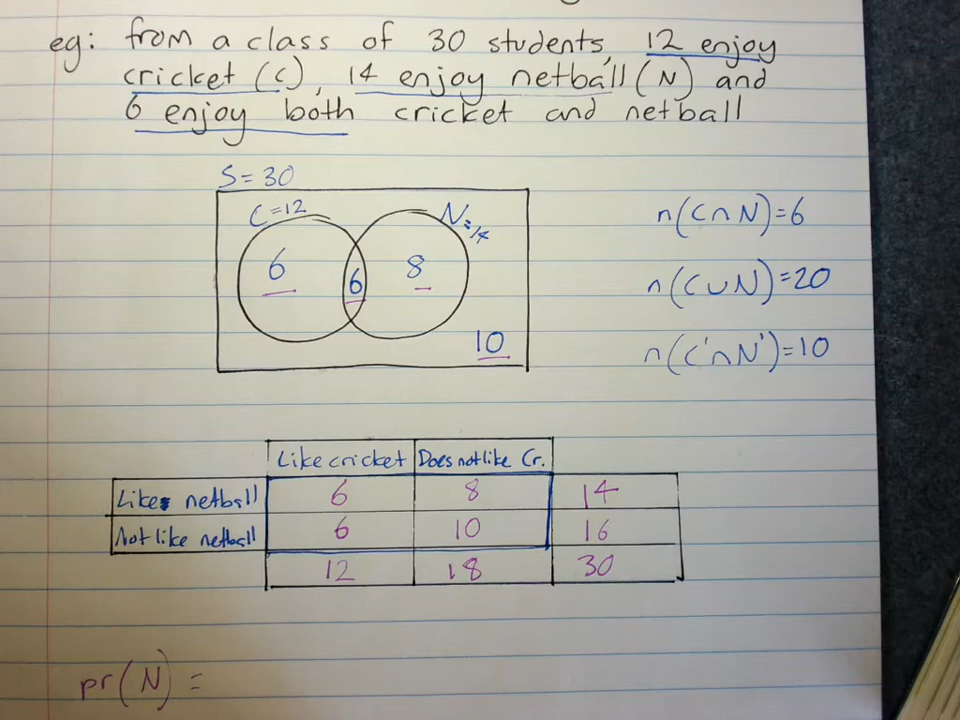 eg: from a class of 30 students, 12 enjoy
cricket (C), 14 enjoy netball (N) and
6 enjoy both cricket and netball
S = 30
C = 12
N = 14
6 6 8
10
n(C∩N)=6
n(C∪N)=20
n(C'∩N')=10
Like cricket Does not like Cr.
Like netball 6 8 14
Not like netball 6 10 16
12 18 30
pr(N) =